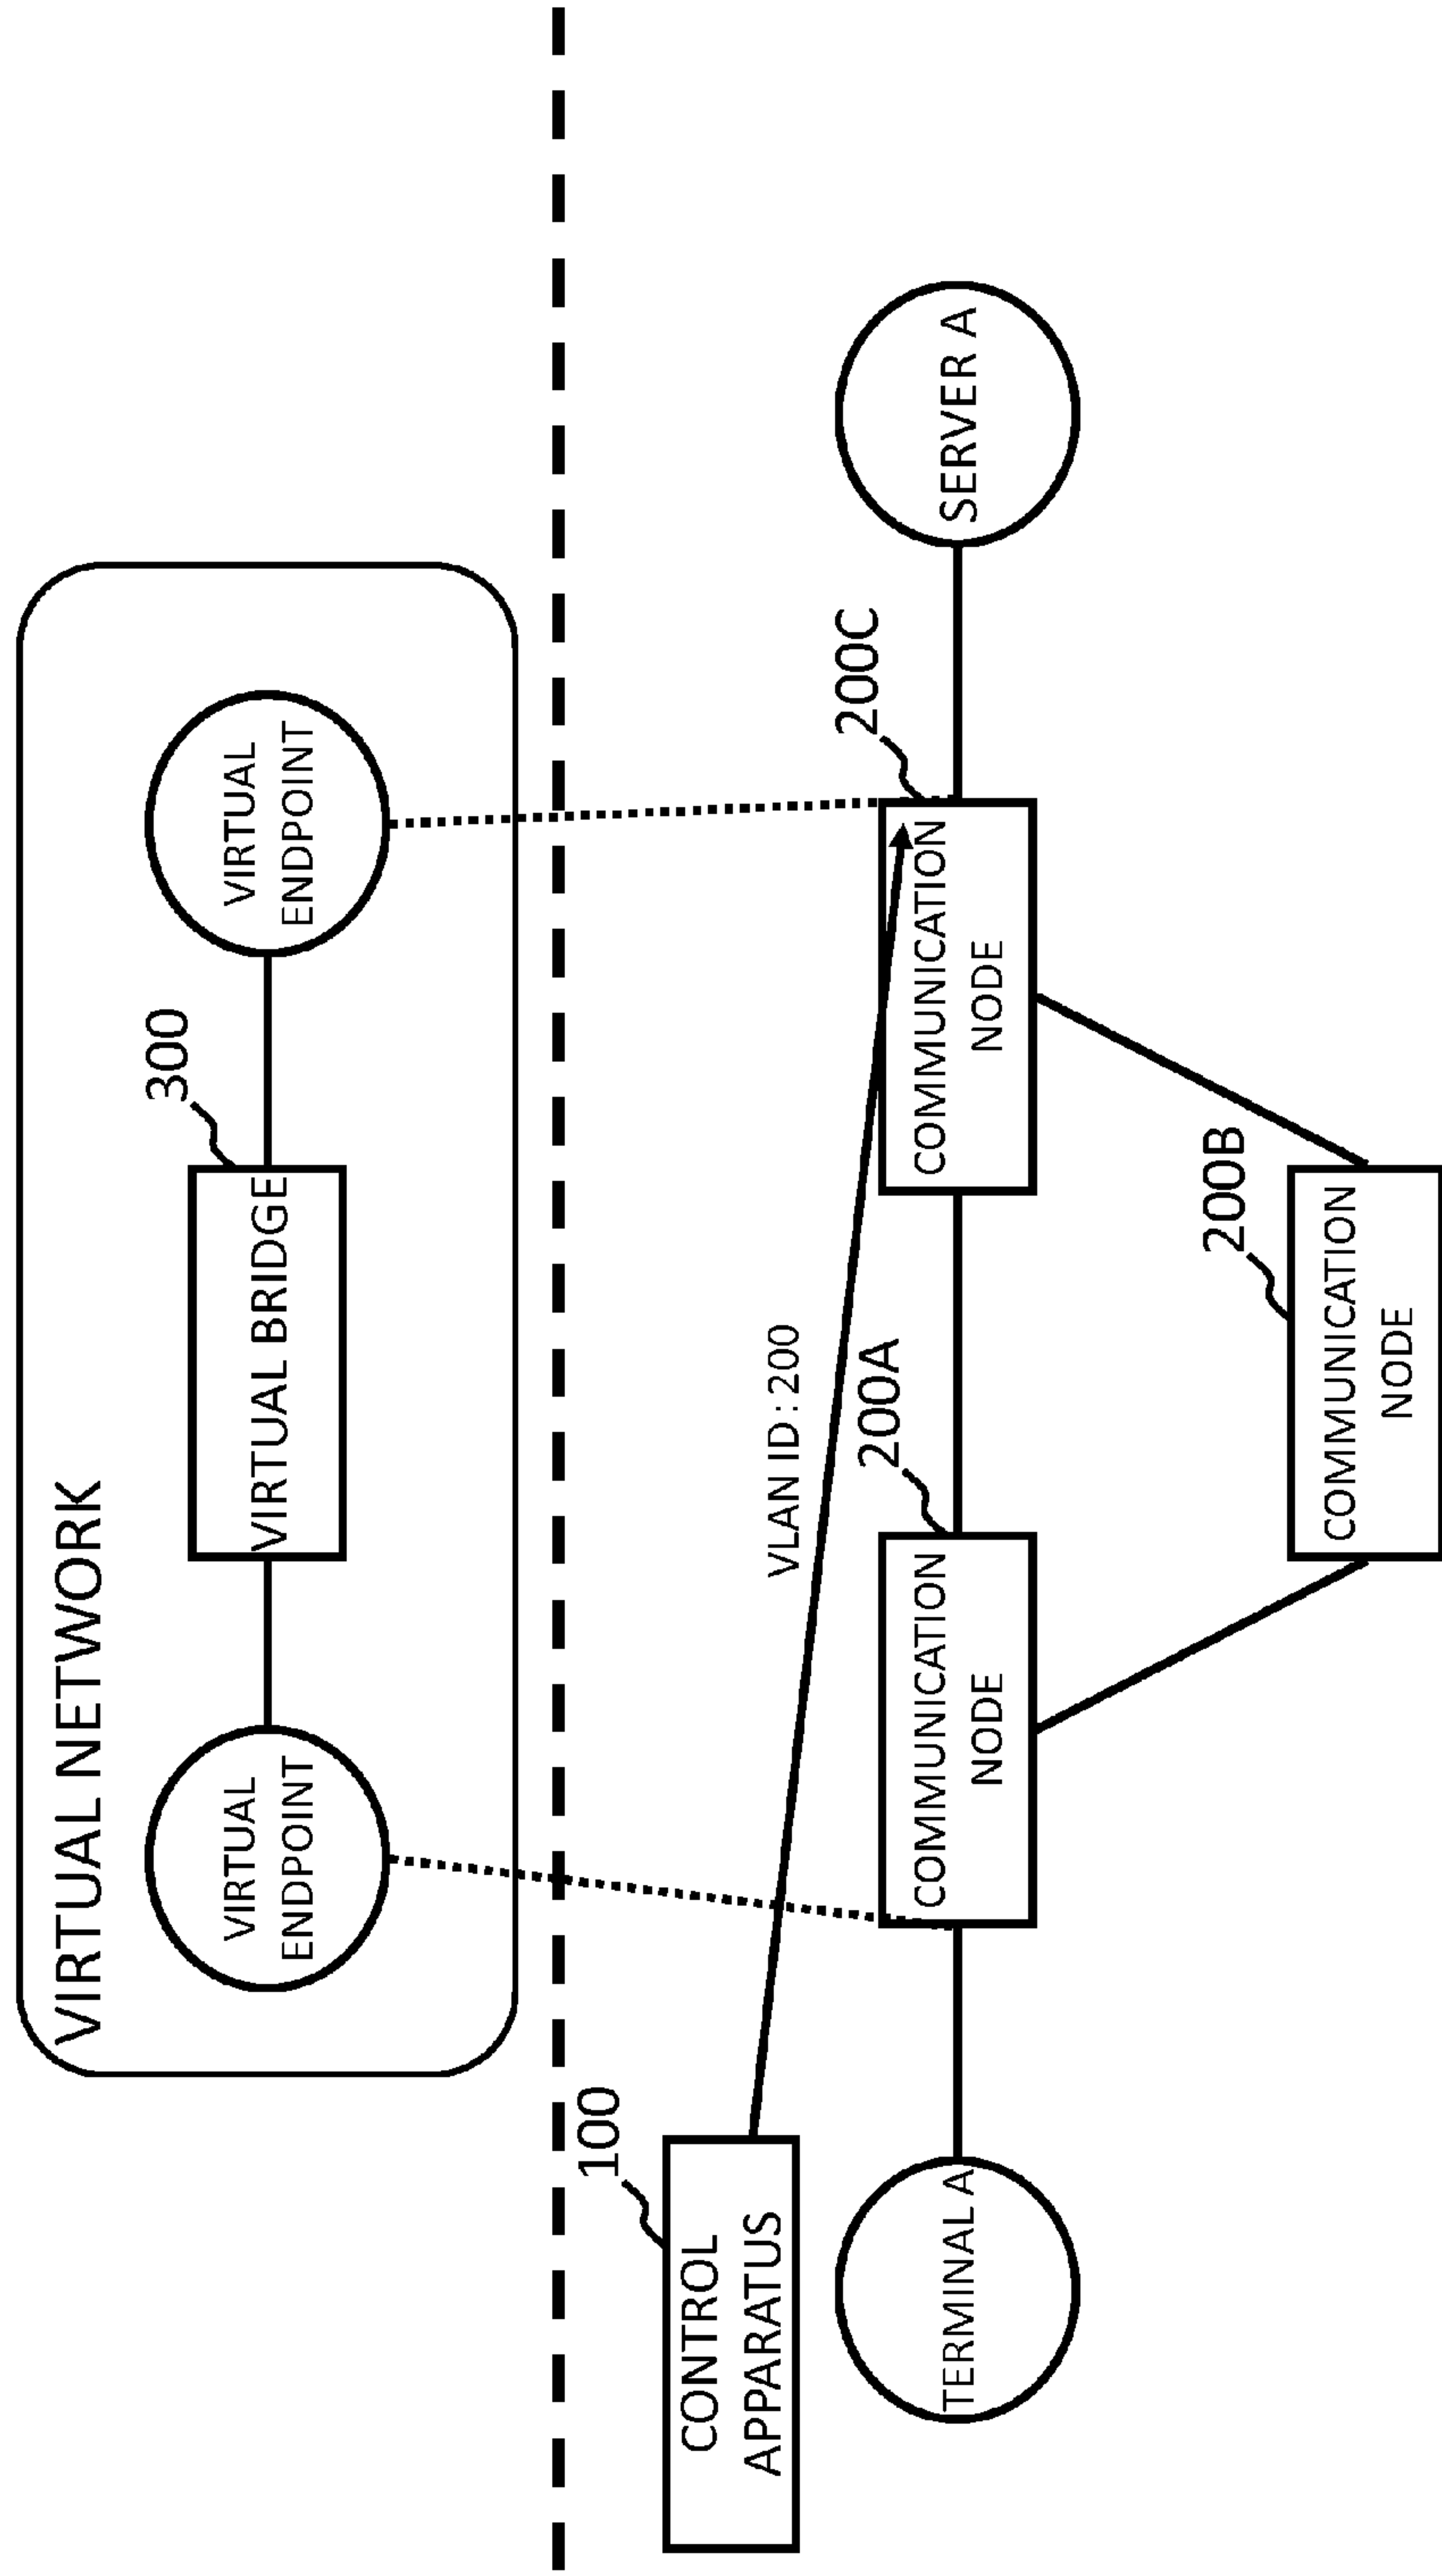 VIRTUAL NETWORK
VIRTUAL
ENDPOINT
VIRTUAL BRIDGE
300
VIRTUAL
ENDPOINT
100
CONTROL
APPARATUS
VLAN ID : 200
TERMINAL A
COMMUNICATION
NODE
200A
COMMUNICATION
NODE
200C
SERVER A
COMMUNICATION
NODE
200B